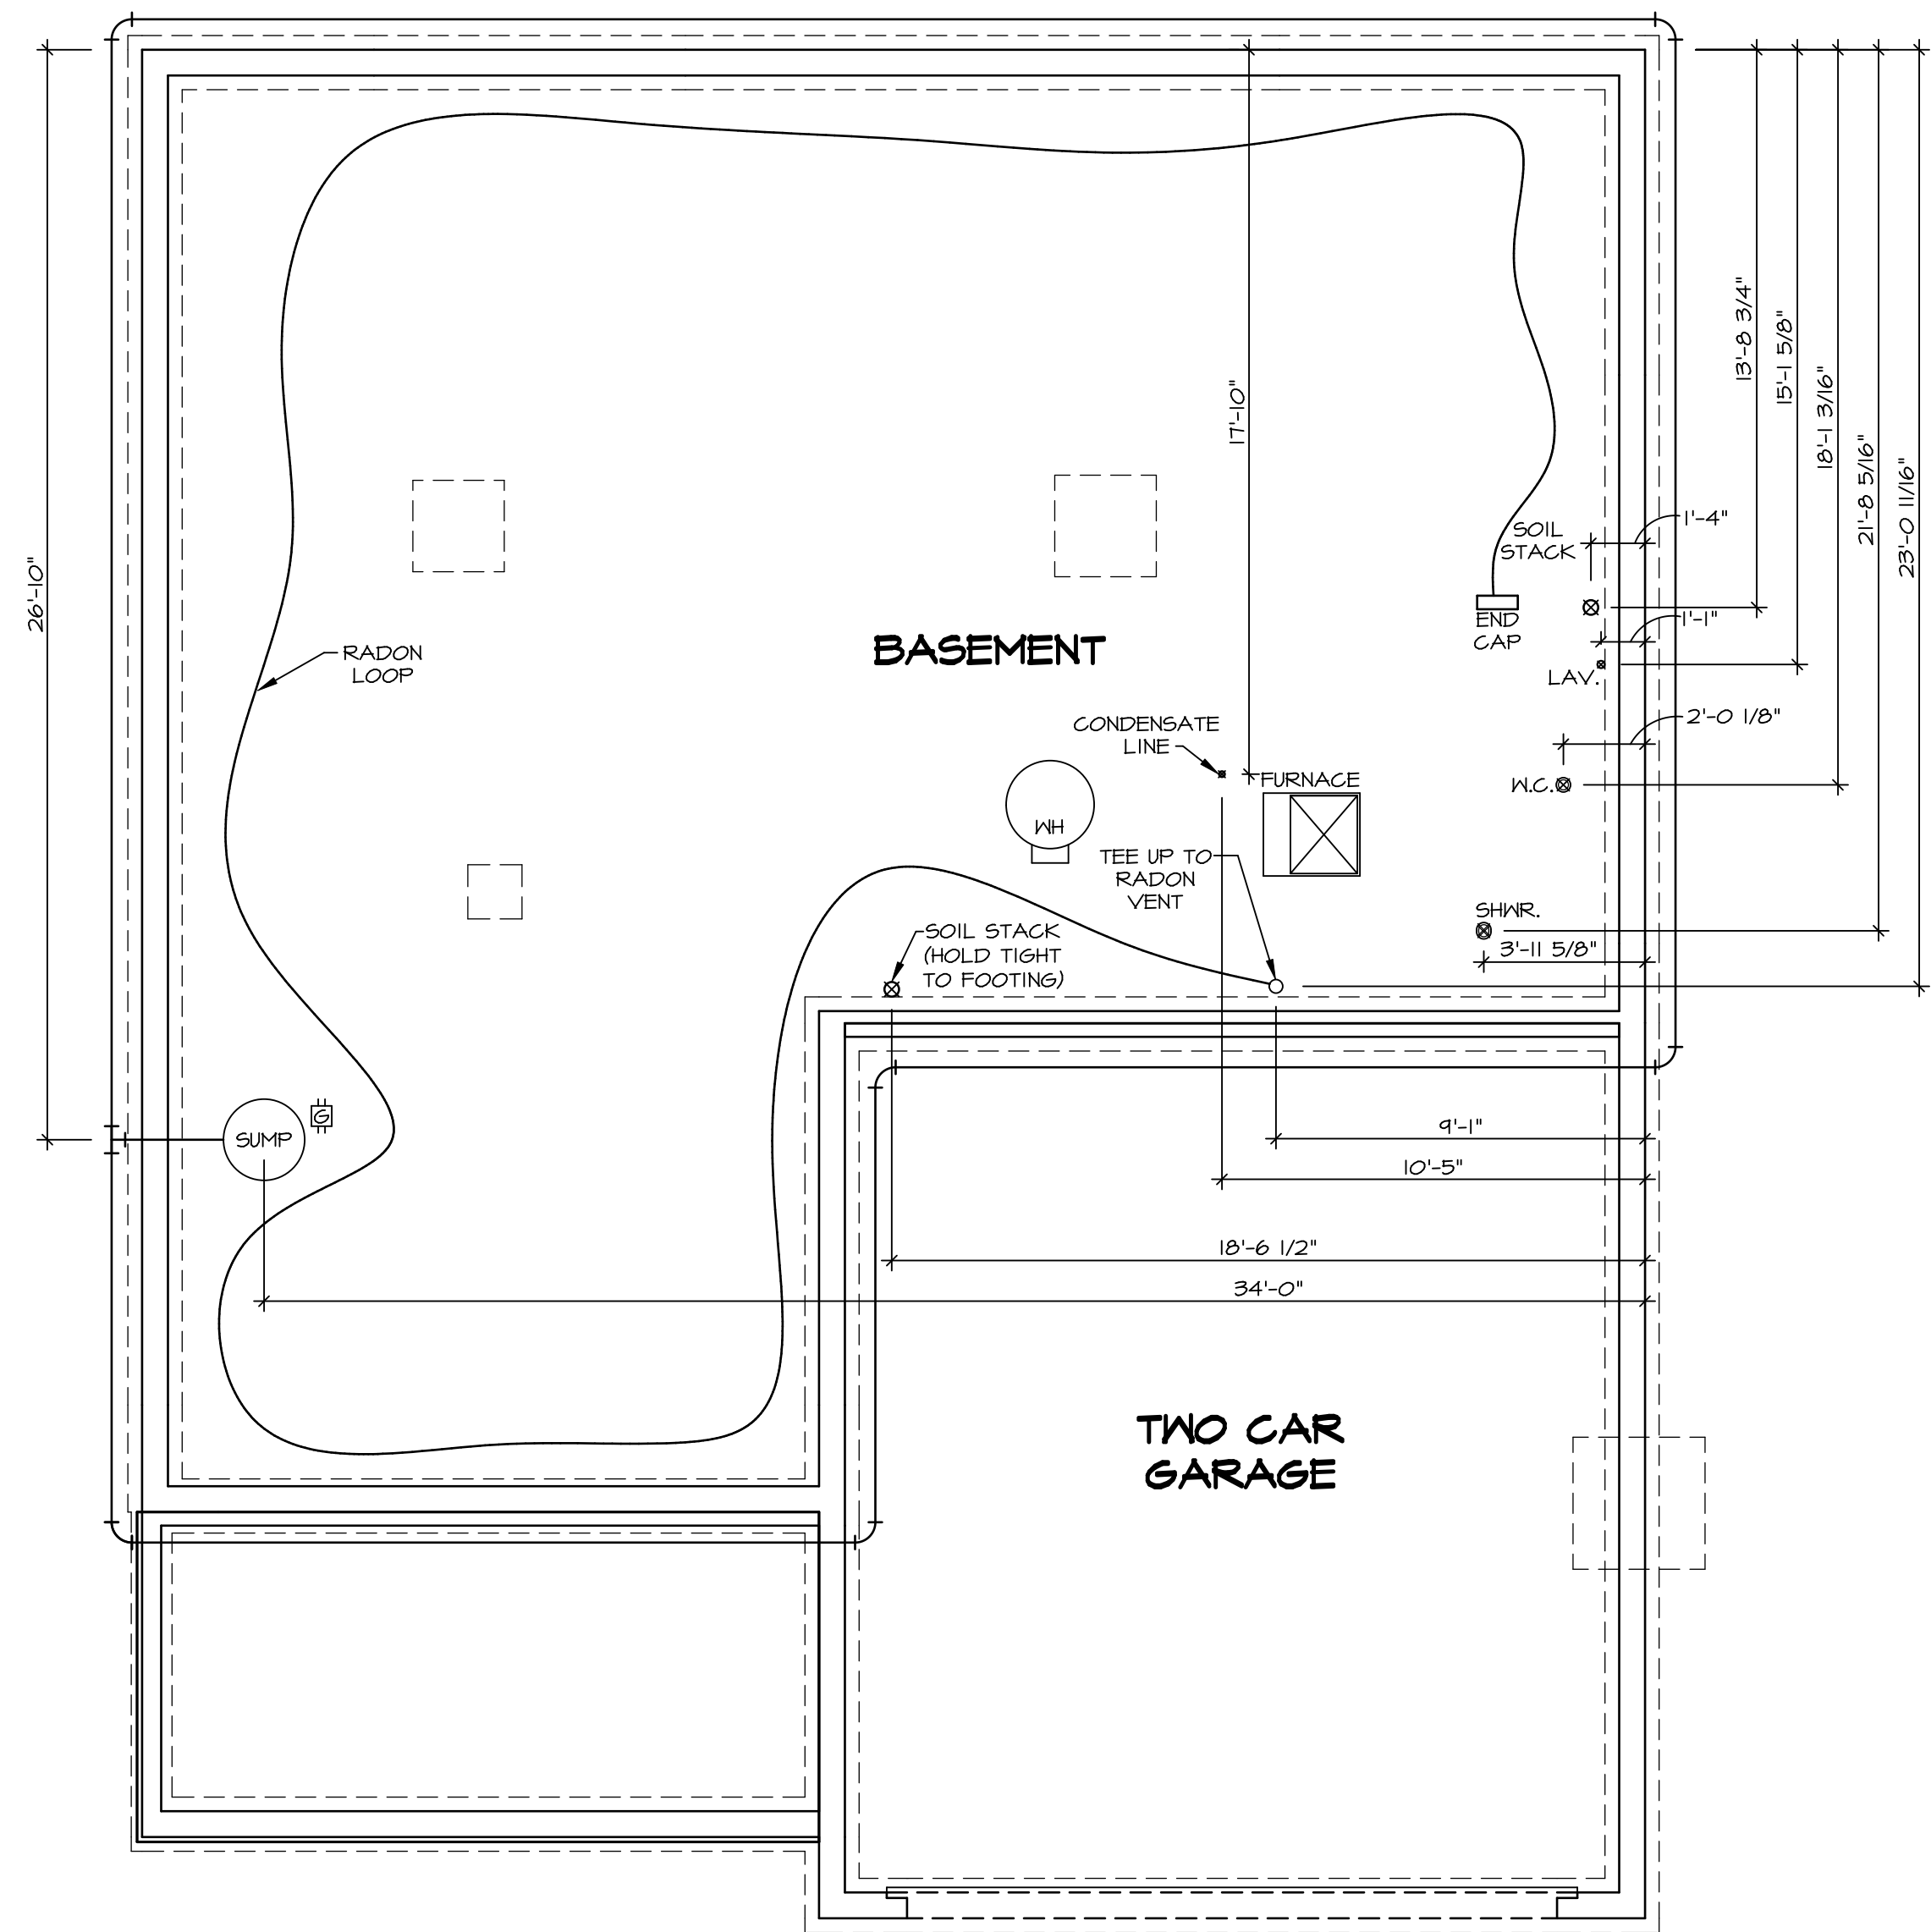 13'-8 3/4"
15'-1 5/8"
18'-1 3/16"
21'-8 5/16"
23'-0 11/16"
17'-10"
26'-10"
SOIL
STACK
1'-4"
END
CAP
1'-1"
LAV.
BASEMENT
RADON
LOOP
2'-0 1/8"
CONDENSATE
LINE
FURNACE
W.C.
WH
TEE UP TO
RADON
VENT
SHWR.
3'-11 5/8"
SOIL STACK
(HOLD TIGHT
TO FOOTING)
G
SUMP
9'-1"
10'-5"
18'-6 1/2"
34'-0"
TWO CAR
GARAGE